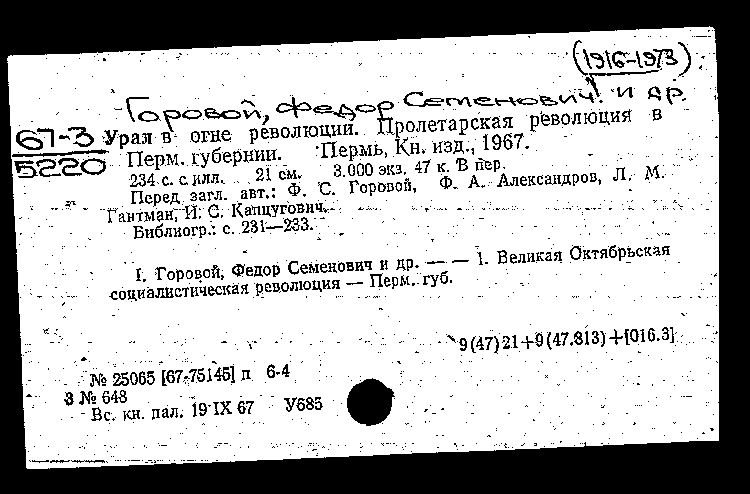 (1916-1973)
Горовой, Федор Семенович и др.
67-3
5220
Урал в огне революции. Пролетарская революция в
Перм. губернии. Пермь, Кн. изд., 1967.
234 с. с илл. 21 см. 3.000 экз. 47 к. В пер.
Перед загл. авт.: Ф. С. Горовой, Ф. А. Александров, Л. М.
Гантман, И. С. Капцугович.
Библиогр.: с. 231—233.
I. Горовой, Федор Семенович и др. — — 1. Великая Октябрьская
социалистическая революция — Перм. губ.
9(47)21+9(47.813)+[016.3]
№ 25065 [67-75145] п 6-4
З № 648
Вс. кн. пал. 19 IX 67 У685